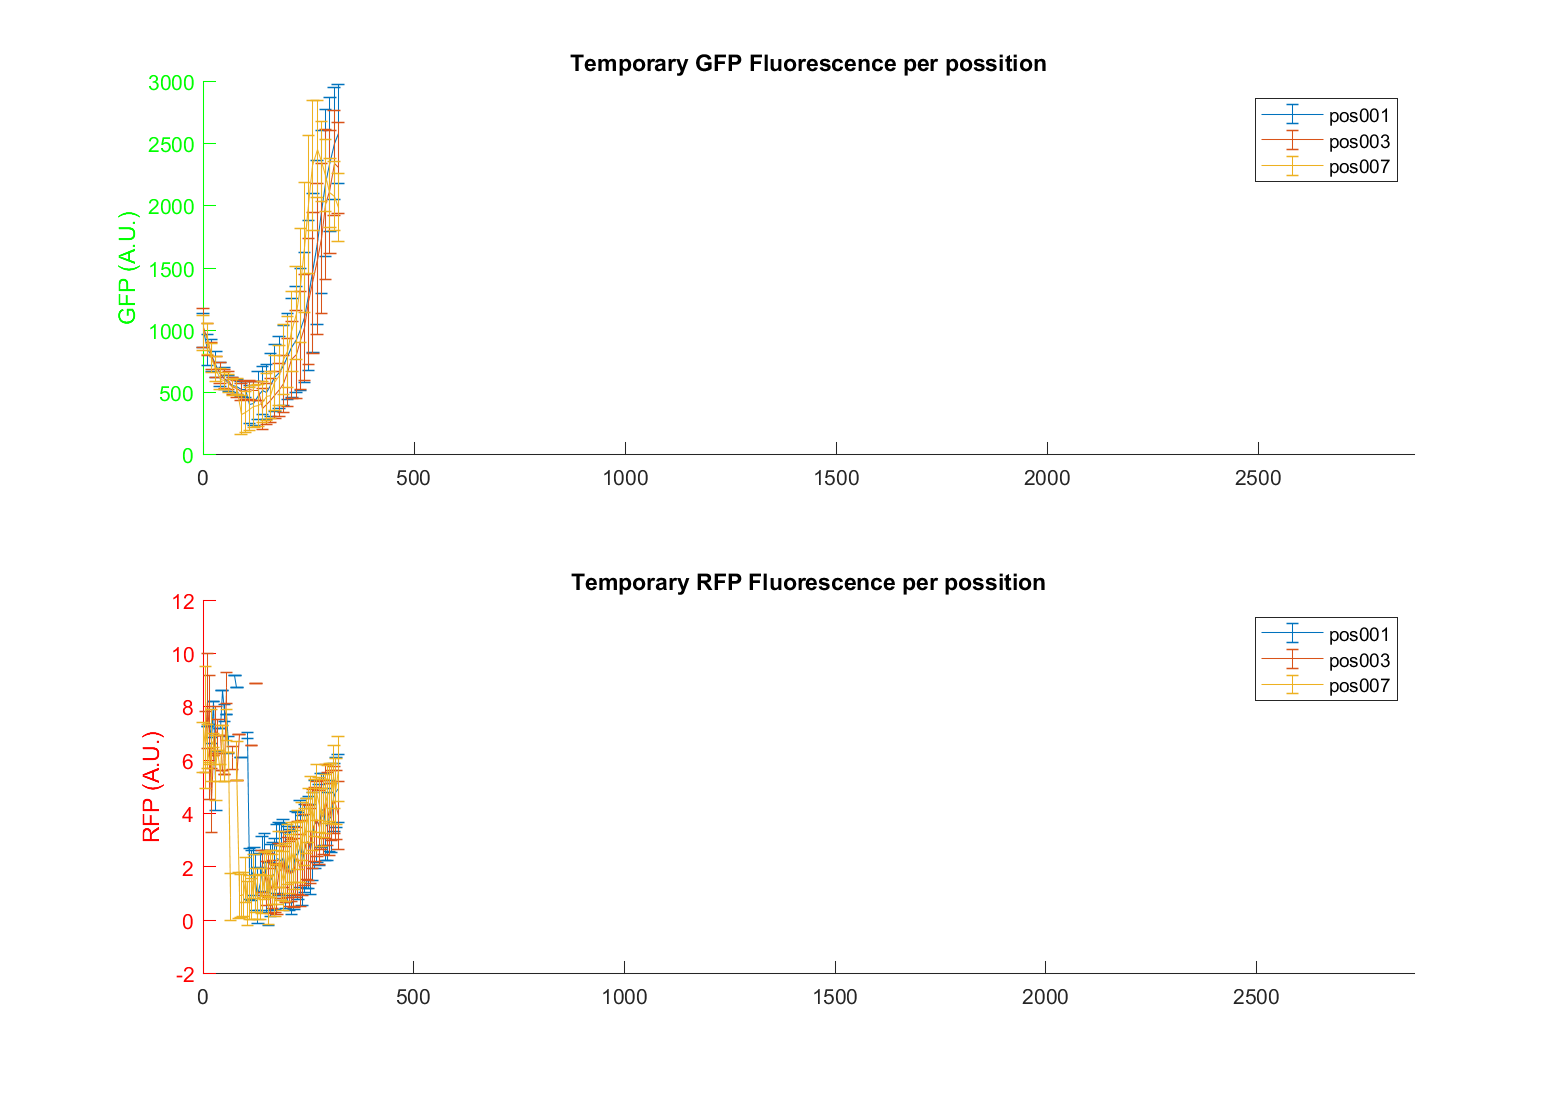 Temporary GFP Fluorescence per possition
3000
2500
2000
1500
1000
500
0
GFP (A.U.)
0 500 1000 1500 2000 2500
pos001
pos003
pos007
Temporary RFP Fluorescence per possition
12
10
8
6
4
2
0
-2
RFP (A.U.)
0 500 1000 1500 2000 2500
pos001
pos003
pos007